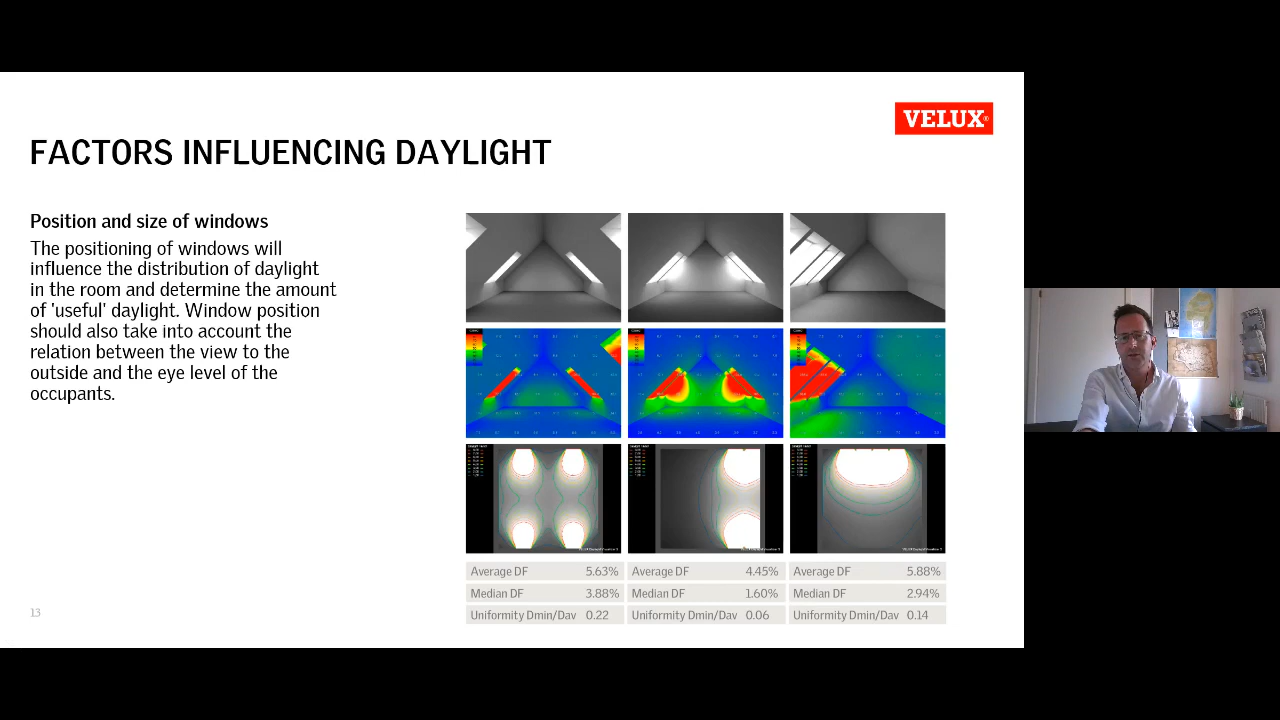 VELUX®
FACTORS INFLUENCING DAYLIGHT
Position and size of windows
The positioning of windows will
influence the distribution of daylight
in the room and determine the amount
of 'useful' daylight. Window position
should also take into account the
relation between the view to the
outside and the eye level of the
occupants.
Average DF 5.63% Average DF 4.45% Average DF 5.88%
Median DF 3.88% Median DF 1.60% Median DF 2.94%
Uniformity Dmin/Dav 0.22 Uniformity Dmin/Dav 0.06 Uniformity Dmin/Dav 0.14
13